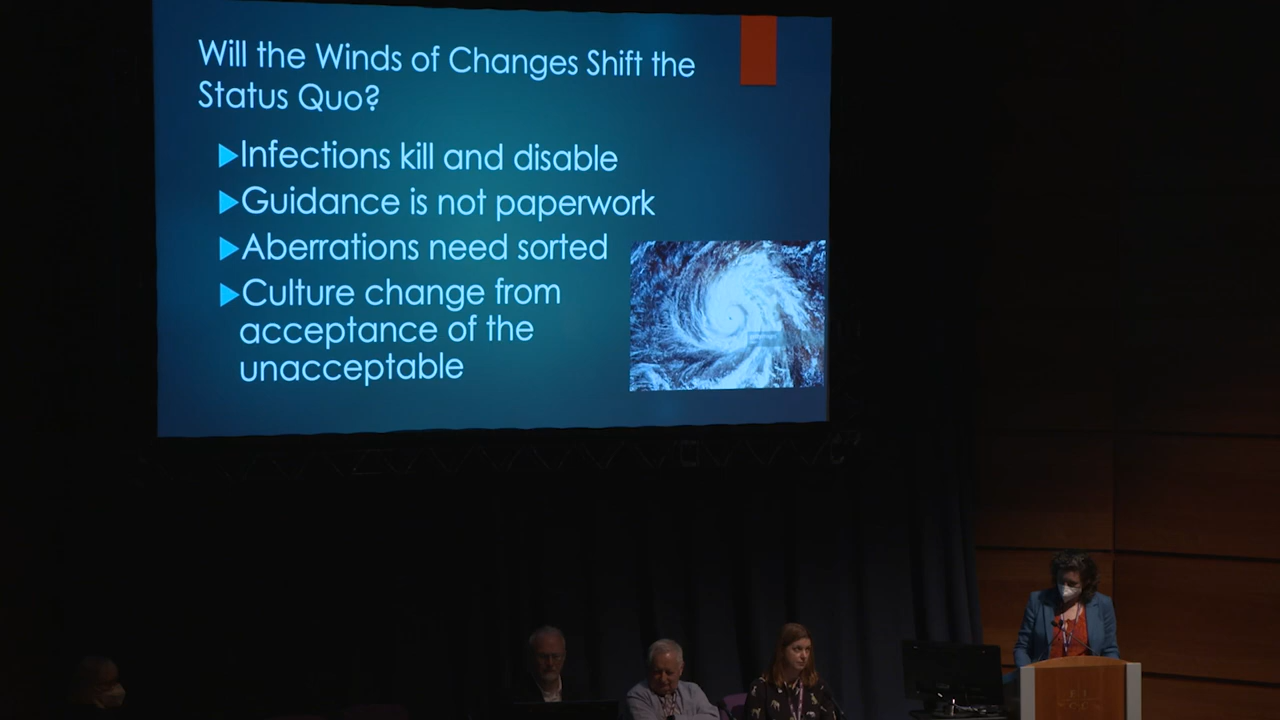 Will the Winds of Changes Shift the
Status Quo?
Infections kill and disable
Guidance is not paperwork
Aberrations need sorted
Culture change from
acceptance of the
unacceptable